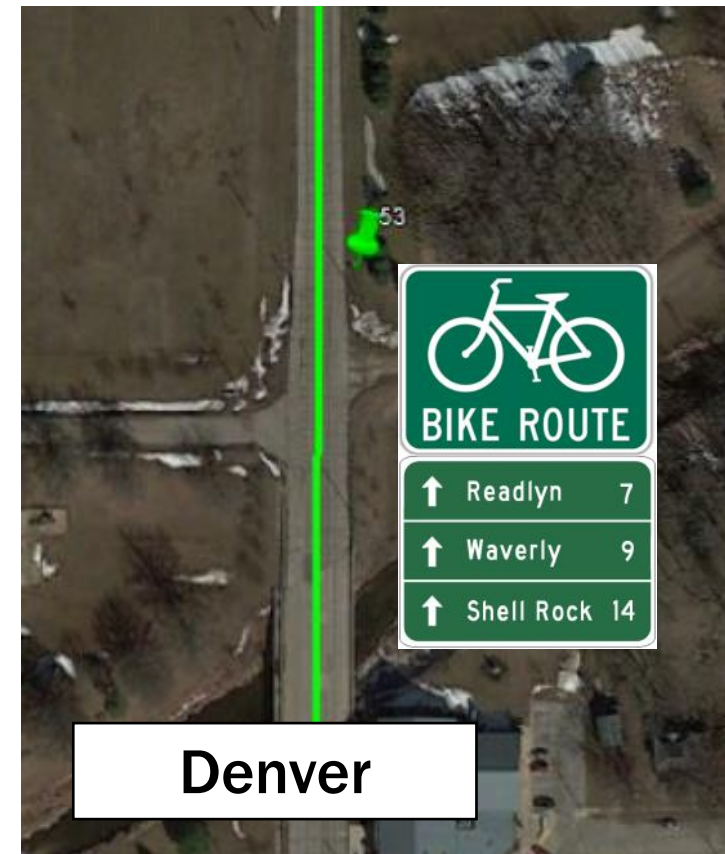 53
BIKE ROUTE
↑ Readlyn 7
↑ Waverly 9
↑ Shell Rock 14
Denver